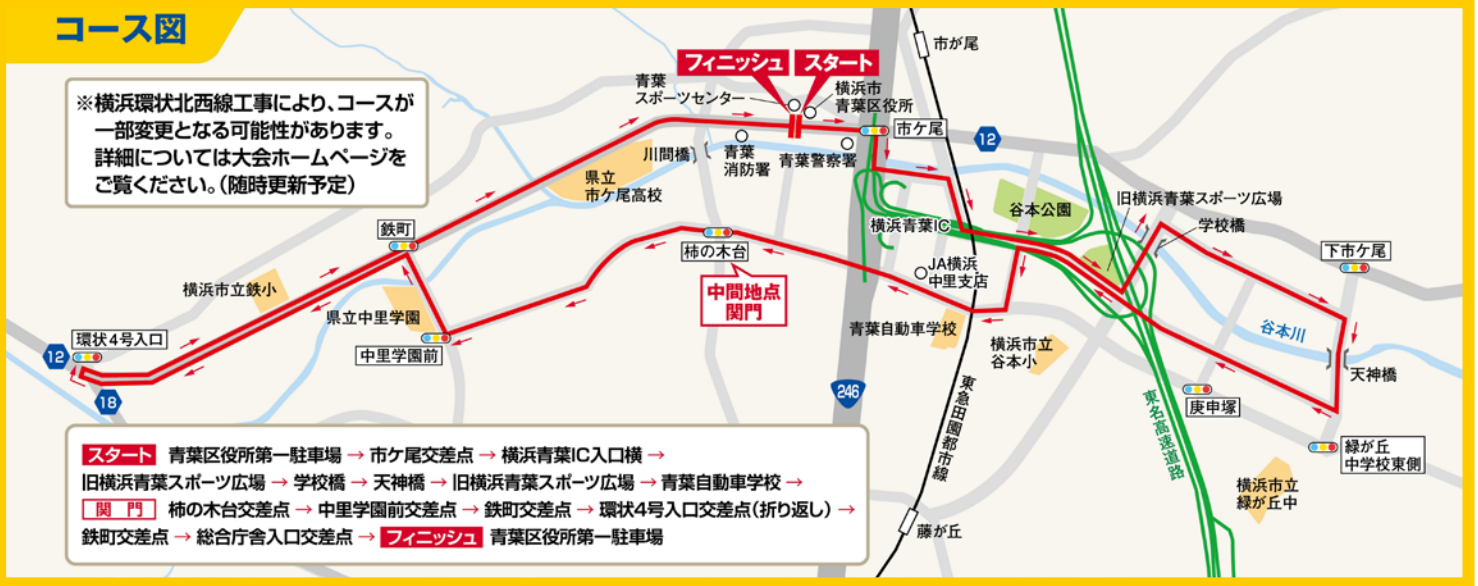 コース図
※横浜環状北西線工事により、コースが
一部変更となる可能性があります。
詳細については大会ホームページを
ご覧ください。(随時更新予定)
フィニッシュ
スタート
市が尾
青葉
スポーツセンター
横浜市
青葉区役所
市ケ尾
12
川間橋
青葉
消防署
青葉警察署
県立
市ケ尾高校
谷本公園
旧横浜青葉スポーツ広場
学校橋
横浜青葉IC
鉄町
柿の木台
下市ケ尾
JA横浜
中里支店
中間地点
関門
横浜市立鉄小
県立中里学園
青葉自動車学校
谷本川
環状4号入口
12
中里学園前
横浜市立
谷本小
天神橋
18
246
東急田園都市線
東名高速道路
庚申塚
緑が丘
中学校東側
横浜市立
緑が丘中
藤が丘
スタート 青葉区役所第一駐車場 → 市ケ尾交差点 → 横浜青葉IC入口横 →
旧横浜青葉スポーツ広場 → 学校橋 → 天神橋 → 旧横浜青葉スポーツ広場 → 青葉自動車学校 →
関 門 柿の木台交差点 → 中里学園前交差点 → 鉄町交差点 → 環状4号入口交差点(折り返し) →
鉄町交差点 → 総合庁舎入口交差点 → フィニッシュ 青葉区役所第一駐車場